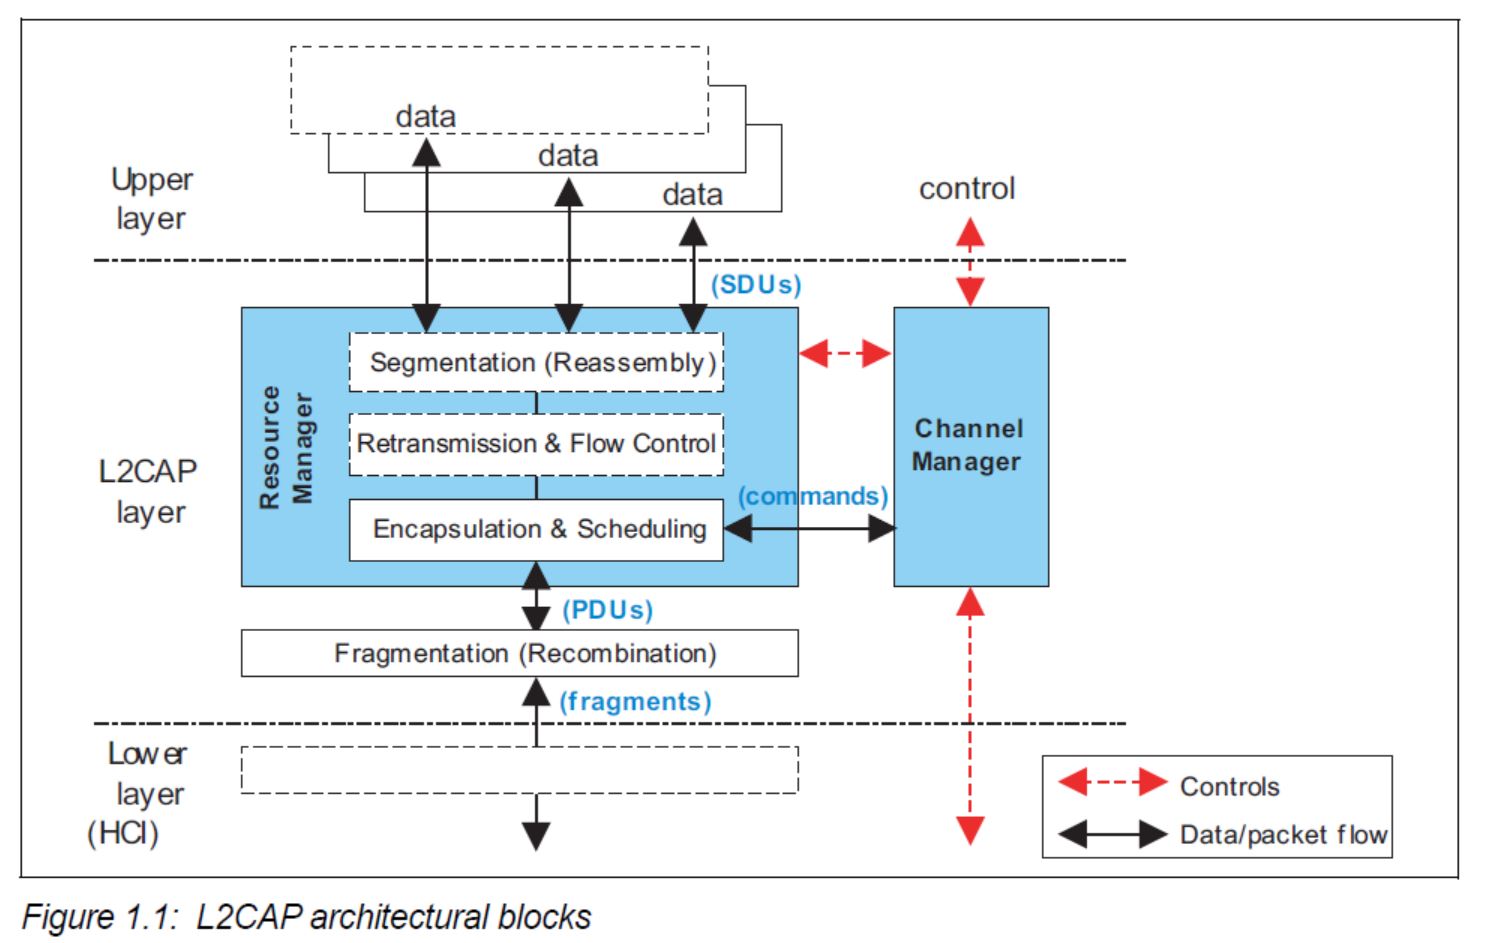 data
data
data
Upper
layer
control
(SDUs)
Segmentation (Reassembly)
Resource
Manager
Retransmission & Flow Control
Channel
Manager
L2CAP
layer
(commands)
Encapsulation & Scheduling
(PDUs)
Fragmentation (Recombination)
(fragments)
Lower
layer
(HCI)
Controls
Data/packet flow
Figure 1.1: L2CAP architectural blocks